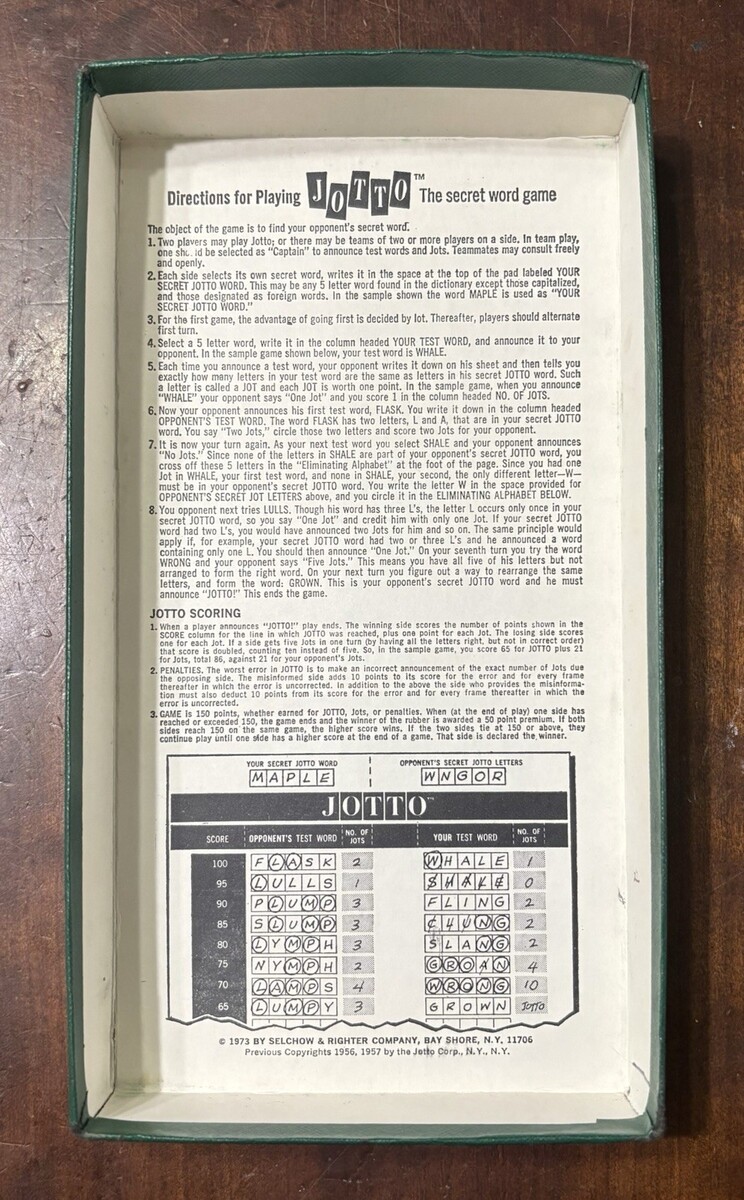 Directions for Playing JOTTO™ The secret word game
The object of the game is to find your opponent's secret word.
1. Two players may play Jotto; or there may be teams of two or more players on a side. In team play,
one should be selected as "Captain" to announce test words and Jots. Teammates may consult freely
and openly.
2. Each side selects its own secret word, writes it in the space at the top of the pad labeled YOUR
SECRET JOTTO WORD. This may be any 5 letter word found in the dictionary except those capitalized,
and those designated as foreign words. In the sample shown the word MAPLE is used as "YOUR
SECRET JOTTO WORD."
3. For the first game, the advantage of going first is decided by lot. Thereafter, players should alternate
first turn.
4. Select a 5 letter word, write it in the column headed YOUR TEST WORD, and announce it to your
opponent. In the sample game shown below, your test word is WHALE.
5. Each time you announce a test word, your opponent writes it down on his sheet and then tells you
exactly how many letters in your test word are the same as letters in his secret JOTTO word. Such
a letter is called a JOT and each JOT is worth one point. In the sample game, when you announce
"WHALE" your opponent says "One Jot" and you score 1 in the column headed NO. OF JOTS.
6. Now your opponent announces his first test word, FLASK. You write it down in the column headed
OPPONENT'S TEST WORD. The word FLASK has two letters, L and A, that are in your secret JOTTO
word. You say "Two Jots," circle those two letters and score two Jots for your opponent.
7. It is now your turn again. As your next test word you select SHALE and your opponent announces
"No Jots." Since none of the letters in SHALE are part of your opponent's secret JOTTO word, you
cross off these 5 letters in the "Eliminating Alphabet" at the foot of the page. Since you had one
Jot in WHALE, your first test word, and none in SHALE, your second, the only different letter—W—
must be in your opponent's secret JOTTO word. You write the letter W in the space provided for
OPPONENT'S SECRET JOT LETTERS above, and you circle it in the ELIMINATING ALPHABET BELOW.
8. You opponent next tries LULLS. Though his word has three L's, the letter L occurs only once in your
secret JOTTO word, so you say "One Jot" and credit him with only one Jot. If your secret JOTTO
word had two L's, you would have announced two Jots for him and so on. The same principle would
apply if, for example, your secret JOTTO word had two or three L's and he announced a word
containing only one L. You should then announce "One Jot." On your seventh turn you try the word
WRONG and your opponent says "Five Jots." This means you have all five of his letters but not
arranged to form the right word. On your next turn you figure out a way to rearrange the same
letters, and form the word: GROWN. This is your opponent's secret JOTTO word and he must
announce "JOTTO!" This ends the game.
JOTTO SCORING
1. When a player announces "JOTTO!" play ends. The winning side scores the number of points shown in the
SCORE column for the line in which JOTTO was reached, plus one point for each Jot. The losing side scores
one for each Jot. If a side gets five Jots in one turn (by having all the letters right, but not in correct order)
that score is doubled, counting ten instead of five. So, in the sample game, you score 65 for JOTTO plus 21
for Jots, total 86, against 21 for your opponent's Jots.
2. PENALTIES. The worst error in JOTTO is to make an incorrect announcement of the exact number of Jots due
the opposing side. The misinformed side adds 10 points to its score for the error and for every frame
thereafter in which the error is uncorrected. In addition to the above the side who provides the misinforma-
tion must also deduct 10 points from its score for the error and for every frame thereafter in which the
error is uncorrected.
3. GAME is 150 points, whether earned for JOTTO, Jots, or penalties. When (at the end of play) one side has
reached or exceeded 150, the game ends and the winner of the rubber is awarded a 50 point premium. If both
sides reach 150 on the same game, the higher score wins. If the two sides tie at 150 or above, they
continue play until one side has a higher score at the end of a game. That side is declared the winner.
YOUR SECRET JOTTO WORD OPPONENT'S SECRET JOTTO LETTERS
MAPLE WNGOR
JOTTO™
SCORE OPPONENT'S TEST WORD NO. OF JOTS YOUR TEST WORD NO. OF JOTS
100 FLASK 2 WHALE 1
95 LULLS 1 SHALE 0
90 PLUMP 3 FLING 2
85 SLUMP 3 CLUNG 2
80 LYMPH 3 SLANG 2
75 NYMPH 2 GROAN 4
70 LAMPS 4 WRONG 10
65 LUMPY 3 GROWN JOTTO
© 1973 BY SELCHOW & RIGHTER COMPANY, BAY SHORE, N.Y. 11706
Previous Copyrights 1956, 1957 by the Jotto Corp., N.Y., N.Y.